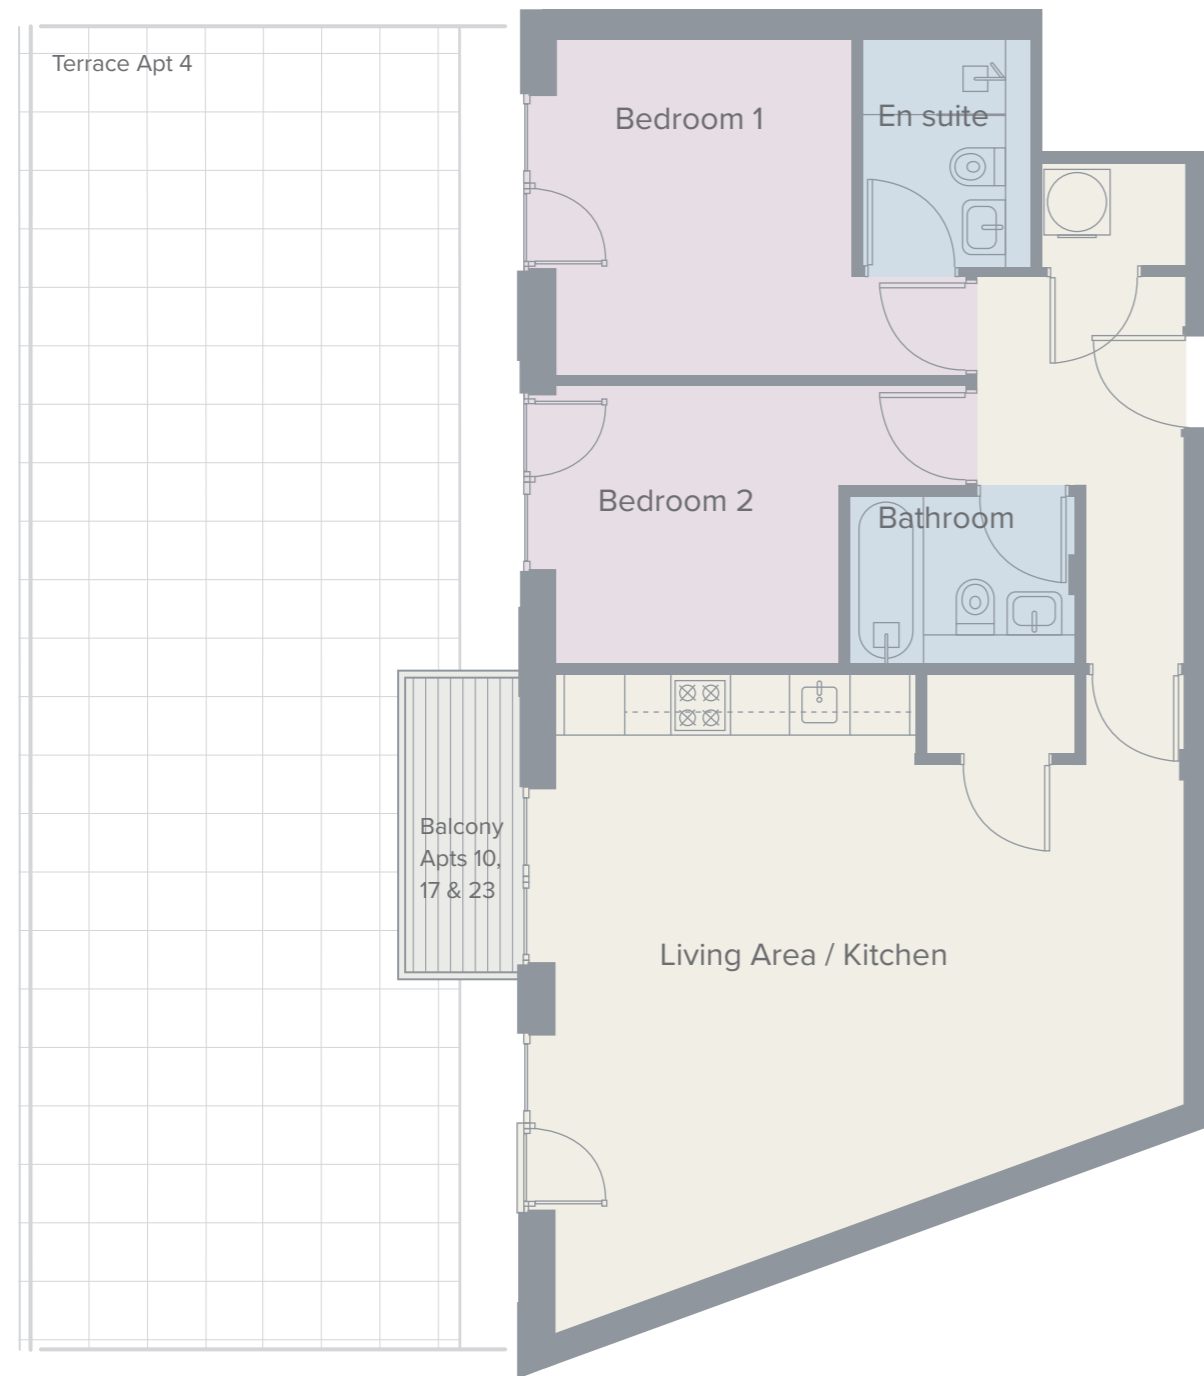 Terrace Apt 4
Bedroom 1
En suite
Bedroom 2
Bathroom
Balcony
Apts 10,
17 & 23
Living Area / Kitchen